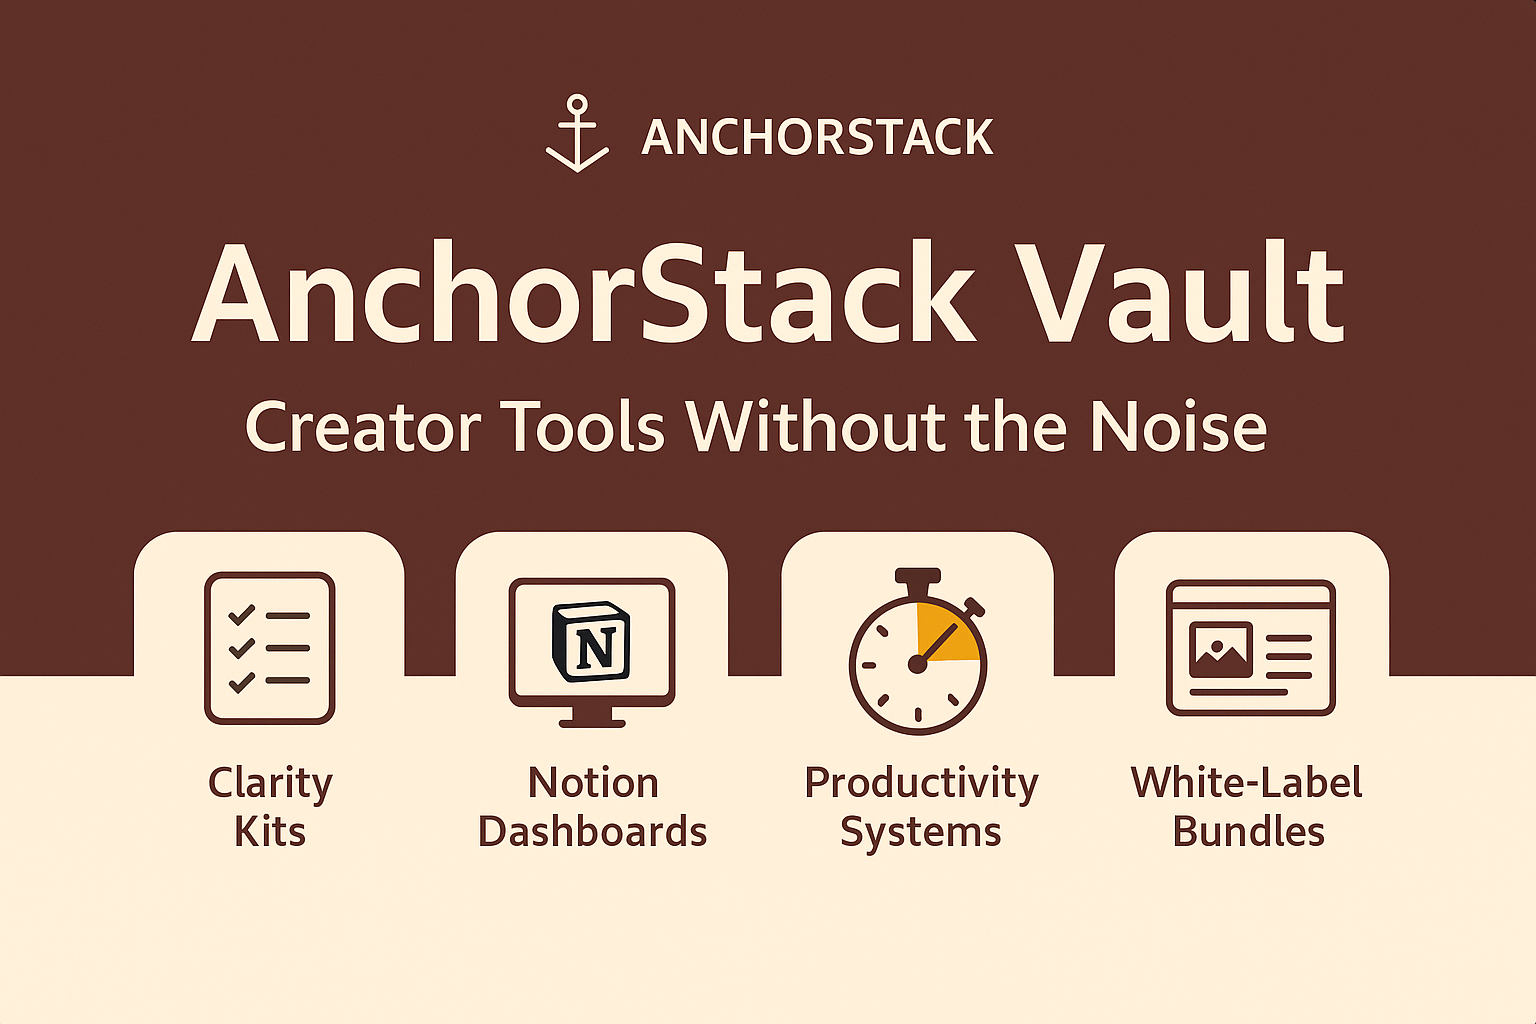 ANCHORSTACK
AnchorStack Vault
Creator Tools Without the Noise
N
Clarity
Kits
Notion
Dashboards
Productivity
Systems
White-Label
Bundles